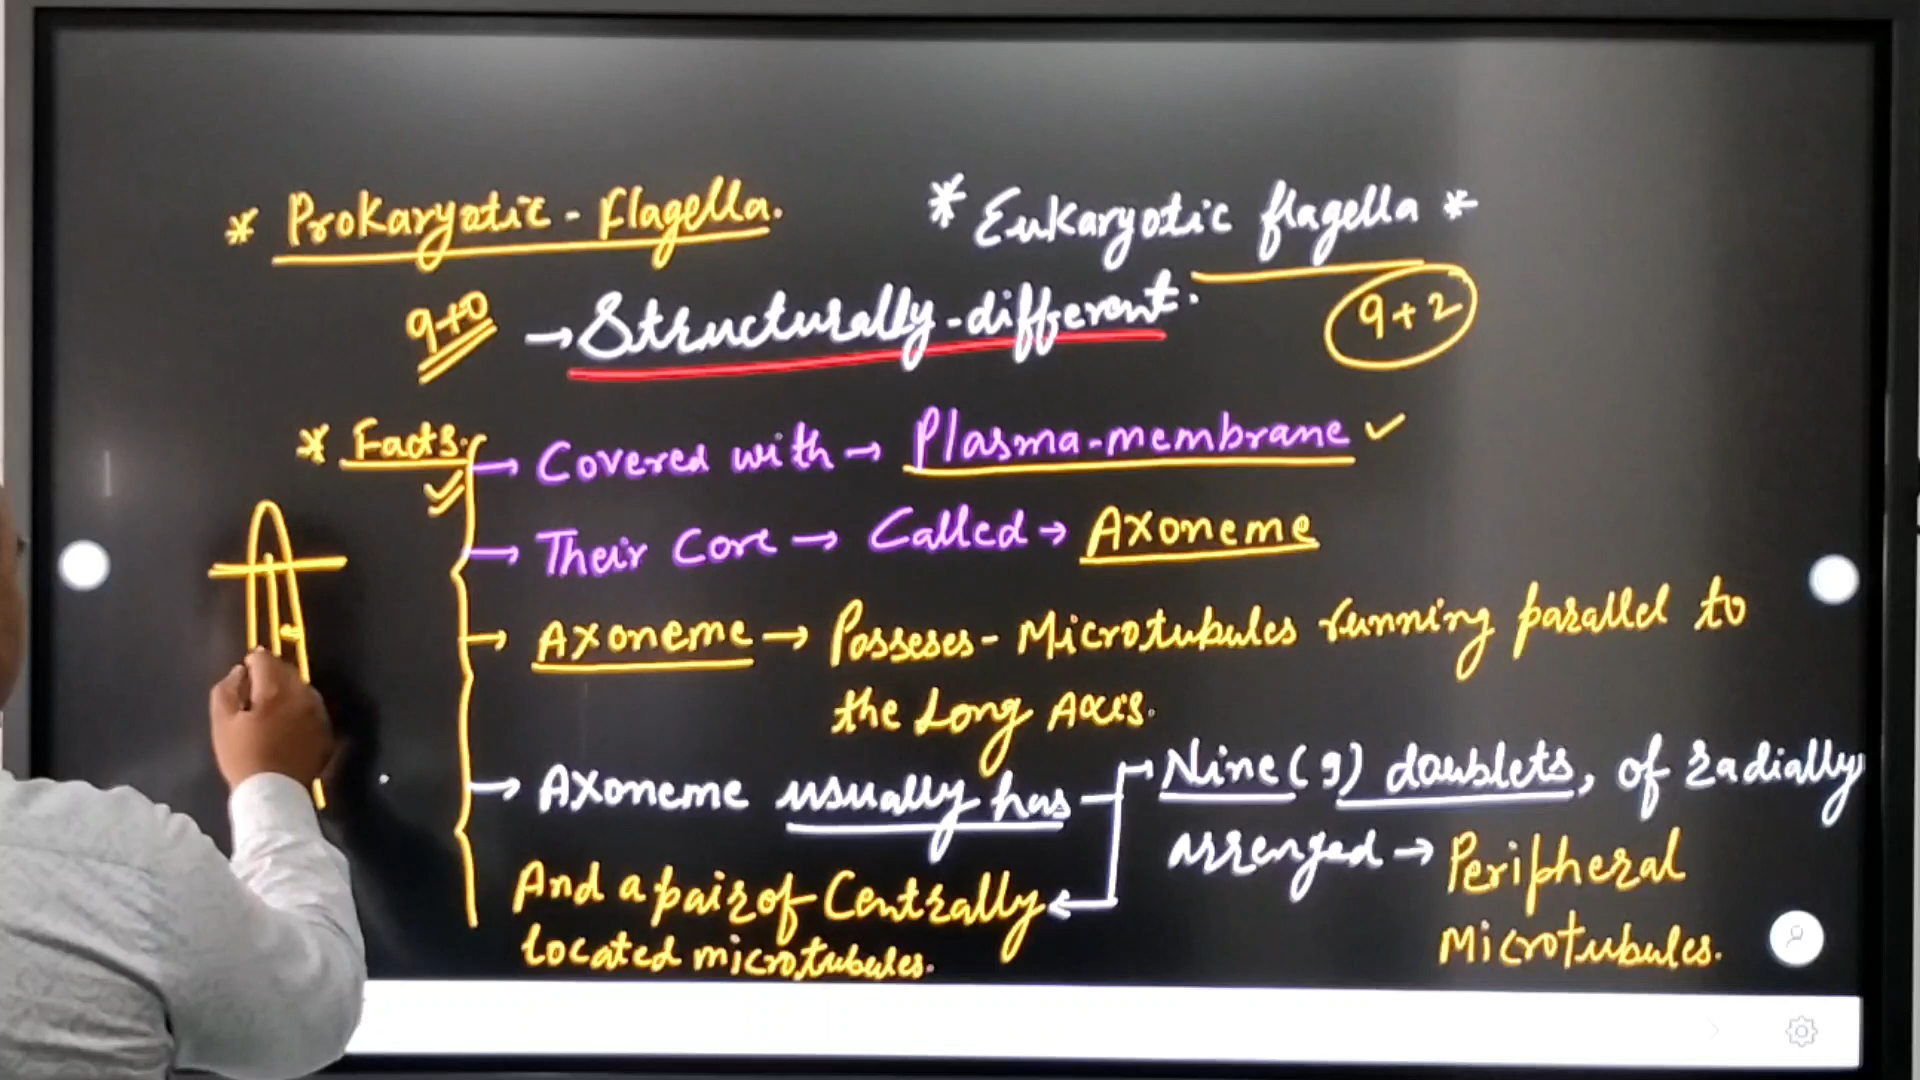 * Prokaryotic - Flagella.
* Eukaryotic flagella *
9+0
→ Structurally-different.
9+2
* Facts.
→ Covered with → Plasma-membrane ✓
→ Their Core → Called → Axoneme
→ Axoneme → Posseses - Microtubules running parallel to
the Long Axis.
→ Axoneme usually has
→ Nine (9) doublets, of radially
arrenged → Peripheral
Microtubules.
And a pair of Centrally
located microtubules.